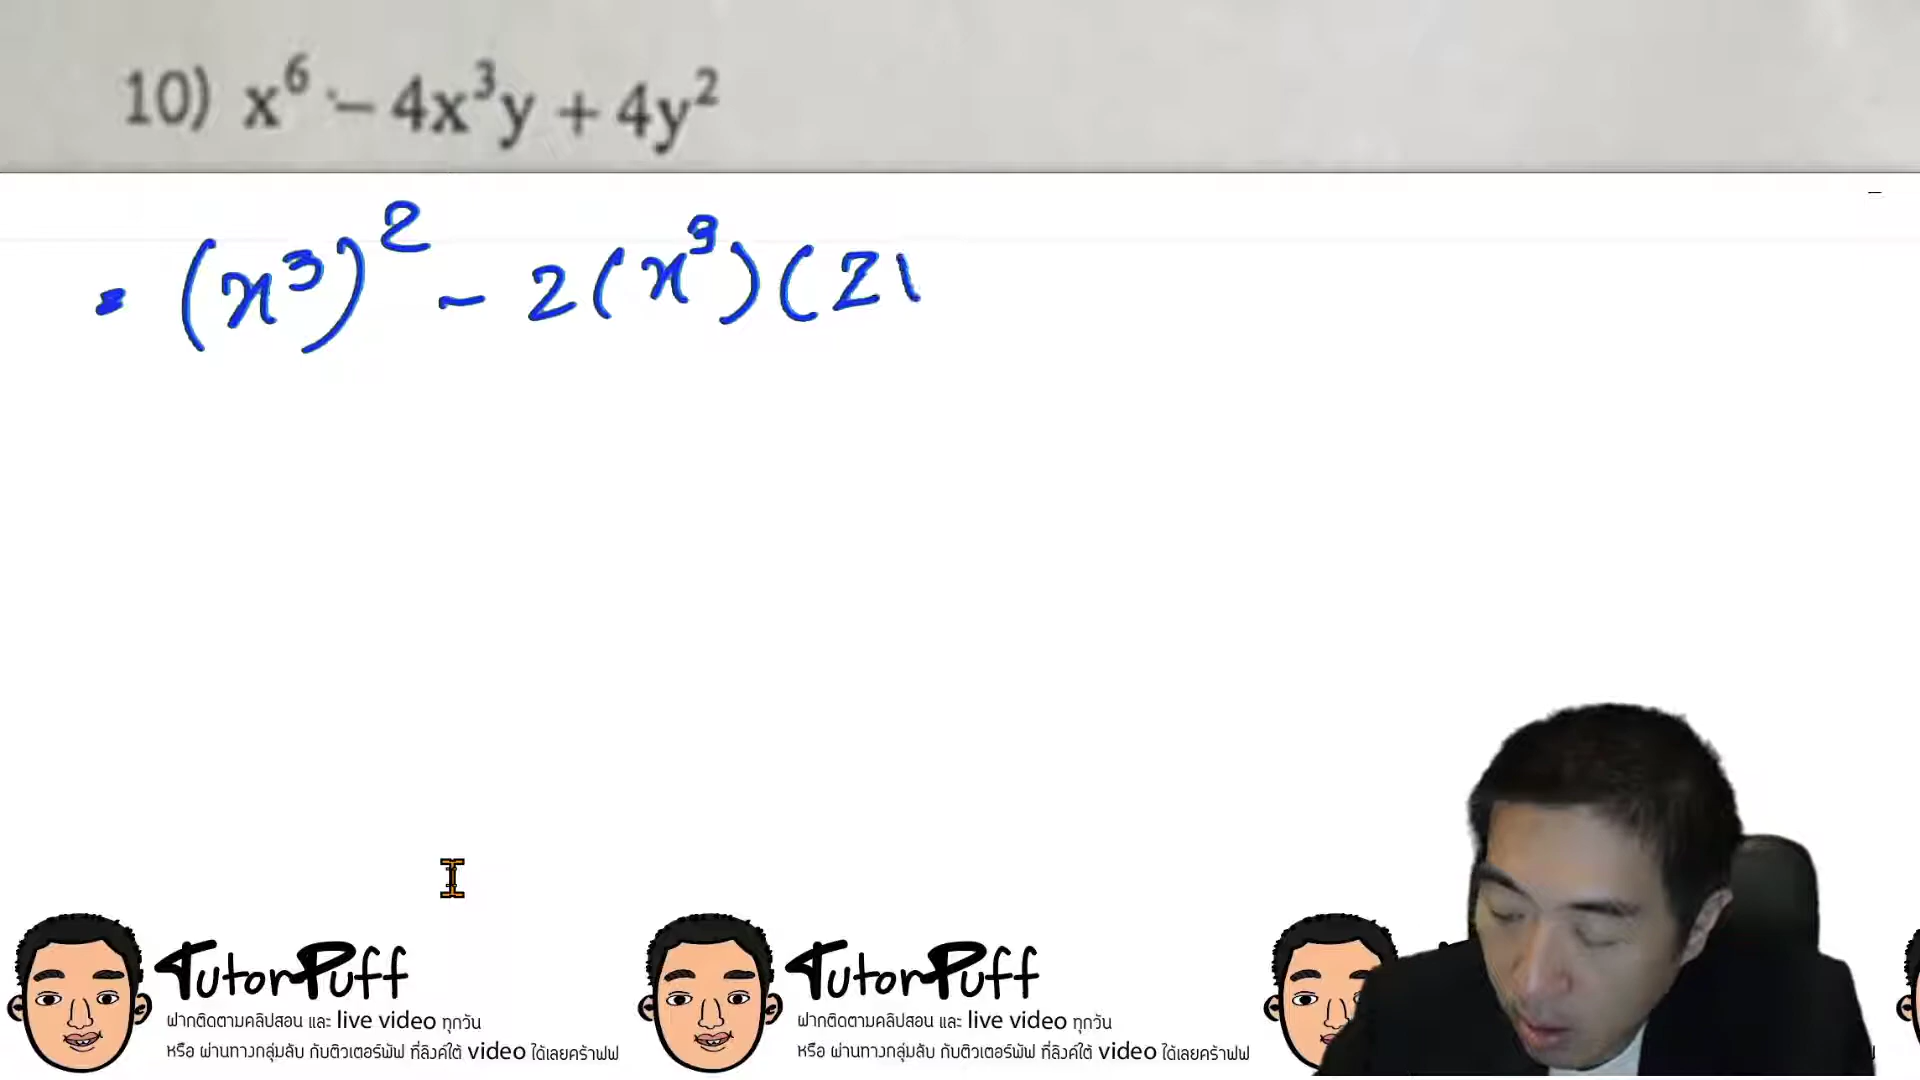 10) x⁶ - 4x³y + 4y²
= (x³)² - 2(x³)(2
TutorPuff
ฝากติดตามคลิปสอน และ live video ทุกวัน
หรือ ผ่านทางกลุ่มลับ กับติวเตอร์พัฟ ที่ลิงค์ใต้ video ได้เลยคร้าฟฟ
TutorPuff
ฝากติดตามคลิปสอน และ live video ทุกวัน
หรือ ผ่านทางกลุ่มลับ กับติวเตอร์พัฟ ที่ลิงค์ใต้ video ได้เลยคร้าฟฟ